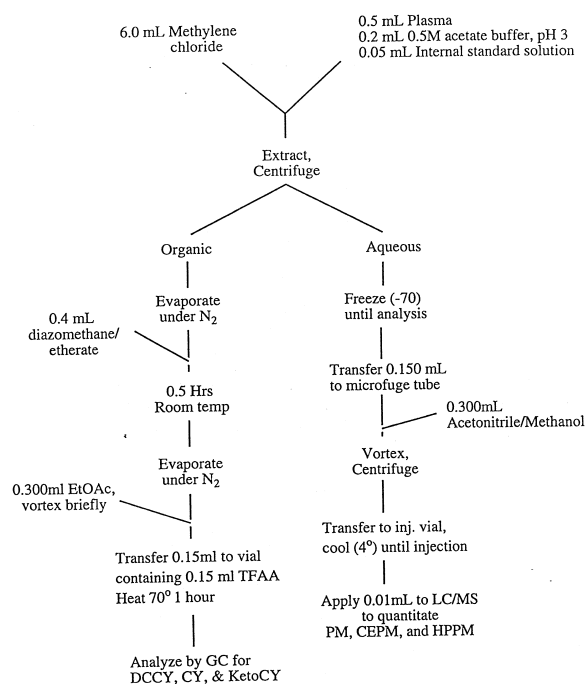 6.0 mL Methylene
chloride
0.5 mL Plasma
0.2 mL 0.5M acetate buffer, pH 3
0.05 mL Internal standard solution
Extract,
Centrifuge
Organic
Evaporate
under N2
0.4 mL
diazomethane/
etherate
0.5 Hrs
Room temp
Evaporate
under N2
0.300ml EtOAc,
vortex briefly
Transfer 0.15ml to vial
containing 0.15 ml TFAA
Heat 70° 1 hour
Analyze by GC for
DCCY, CY, & KetoCY
Aqueous
Freeze (-70)
until analysis
Transfer 0.150 mL
to microfuge tube
0.300mL
Acetonitrile/Methanol
Vortex,
Centrifuge
Transfer to inj. vial,
cool (4°) until injection
Apply 0.01mL to LC/MS
to quantitate
PM, CEPM, and HPPM